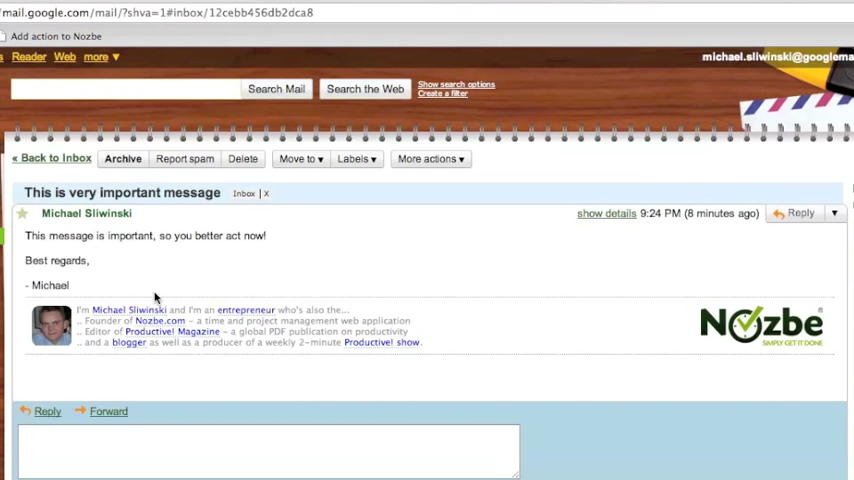 mail.google.com/mail/?shva=1#inbox/12cebb456db2dca8
Add action to Nozbe
Reader Web more ▼
michael.sliwinski@googlema
Search Mail Search the Web Show search options
Create a filter
« Back to Inbox Archive Report spam Delete Move to ▾ Labels ▾ More actions ▾
This is very important message Inbox | X
Michael Sliwinski show details 9:24 PM (8 minutes ago) Reply ▼
This message is important, so you better act now!
Best regards,
- Michael
I'm Michael Sliwinski and I'm an entrepreneur who's also the...
.. Founder of Nozbe.com - a time and project management web application
.. Editor of Productive! Magazine - a global PDF publication on productivity
.. and a blogger as well as a producer of a weekly 2-minute Productive! show.
Nozbe®
SIMPLY GET IT DONE
Reply Forward